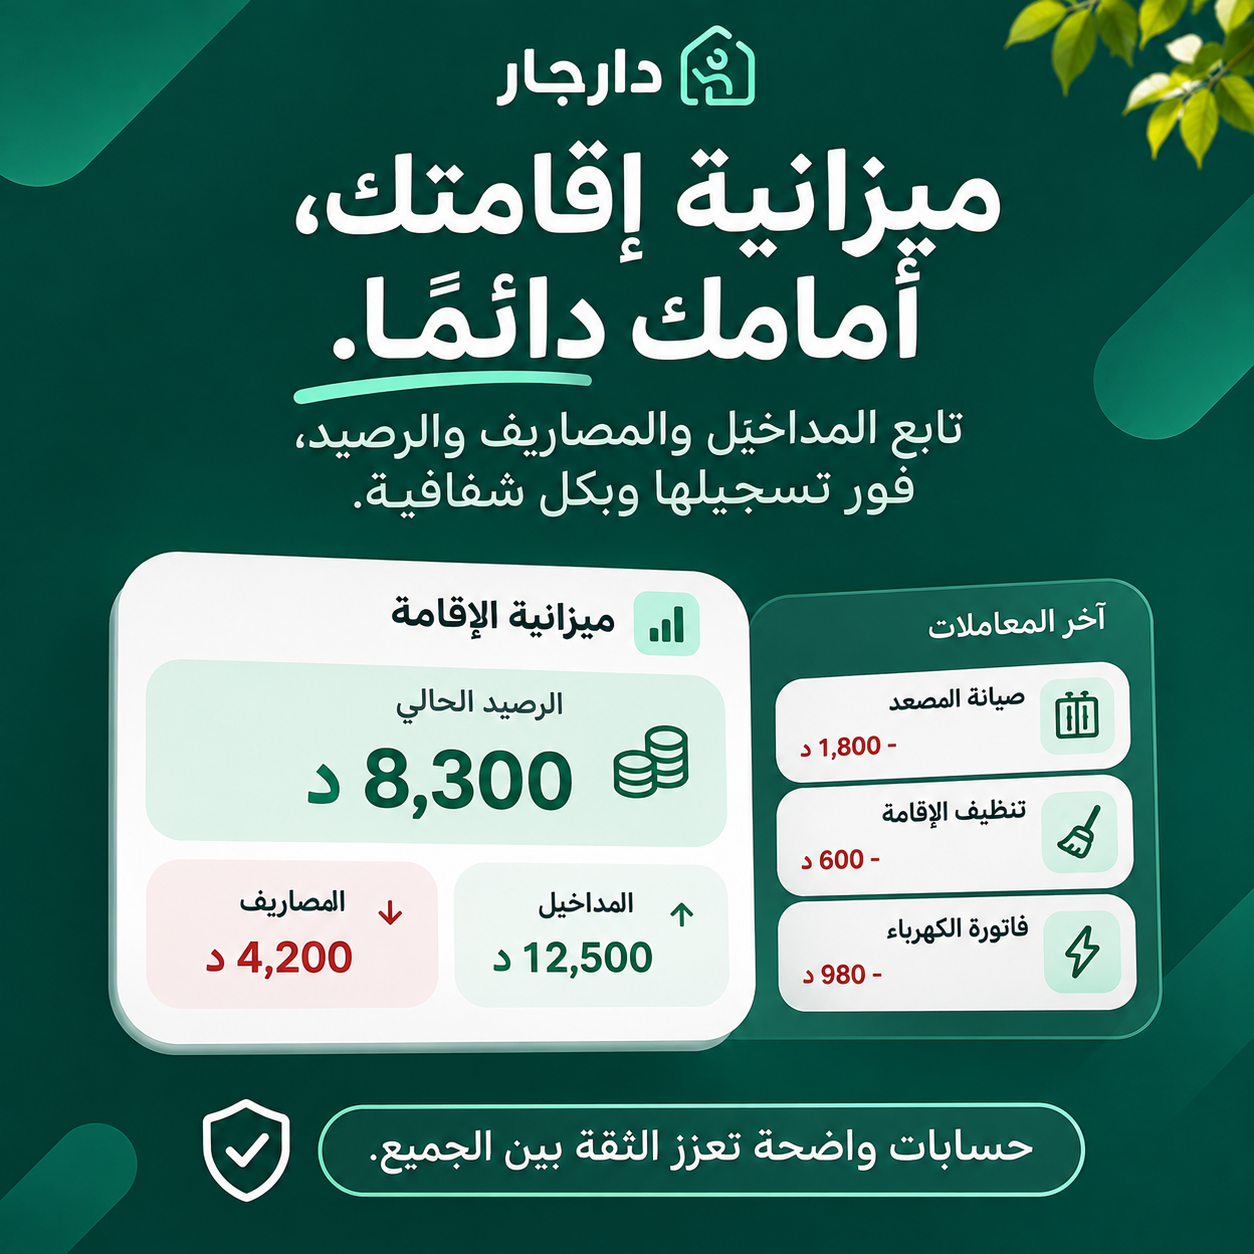 دارجار
ميزانية إقامتك،
أمامك دائمًا.
تابع المداخيَل والمصاريف والرصيد،
فور تسجيلها وبكل شفافية.
ميزانية الإقامة
الرصيد الحالي
8,300 د
المداخيل
12,500 د
المصاريف
4,200 د
آخر المعاملات
صيانة المصعد
- 1,800 د
تنظيف الإقامة
- 600 د
فاتورة الكهرباء
- 980 د
حسابات واضحة تعزز الثقة بين الجميع.